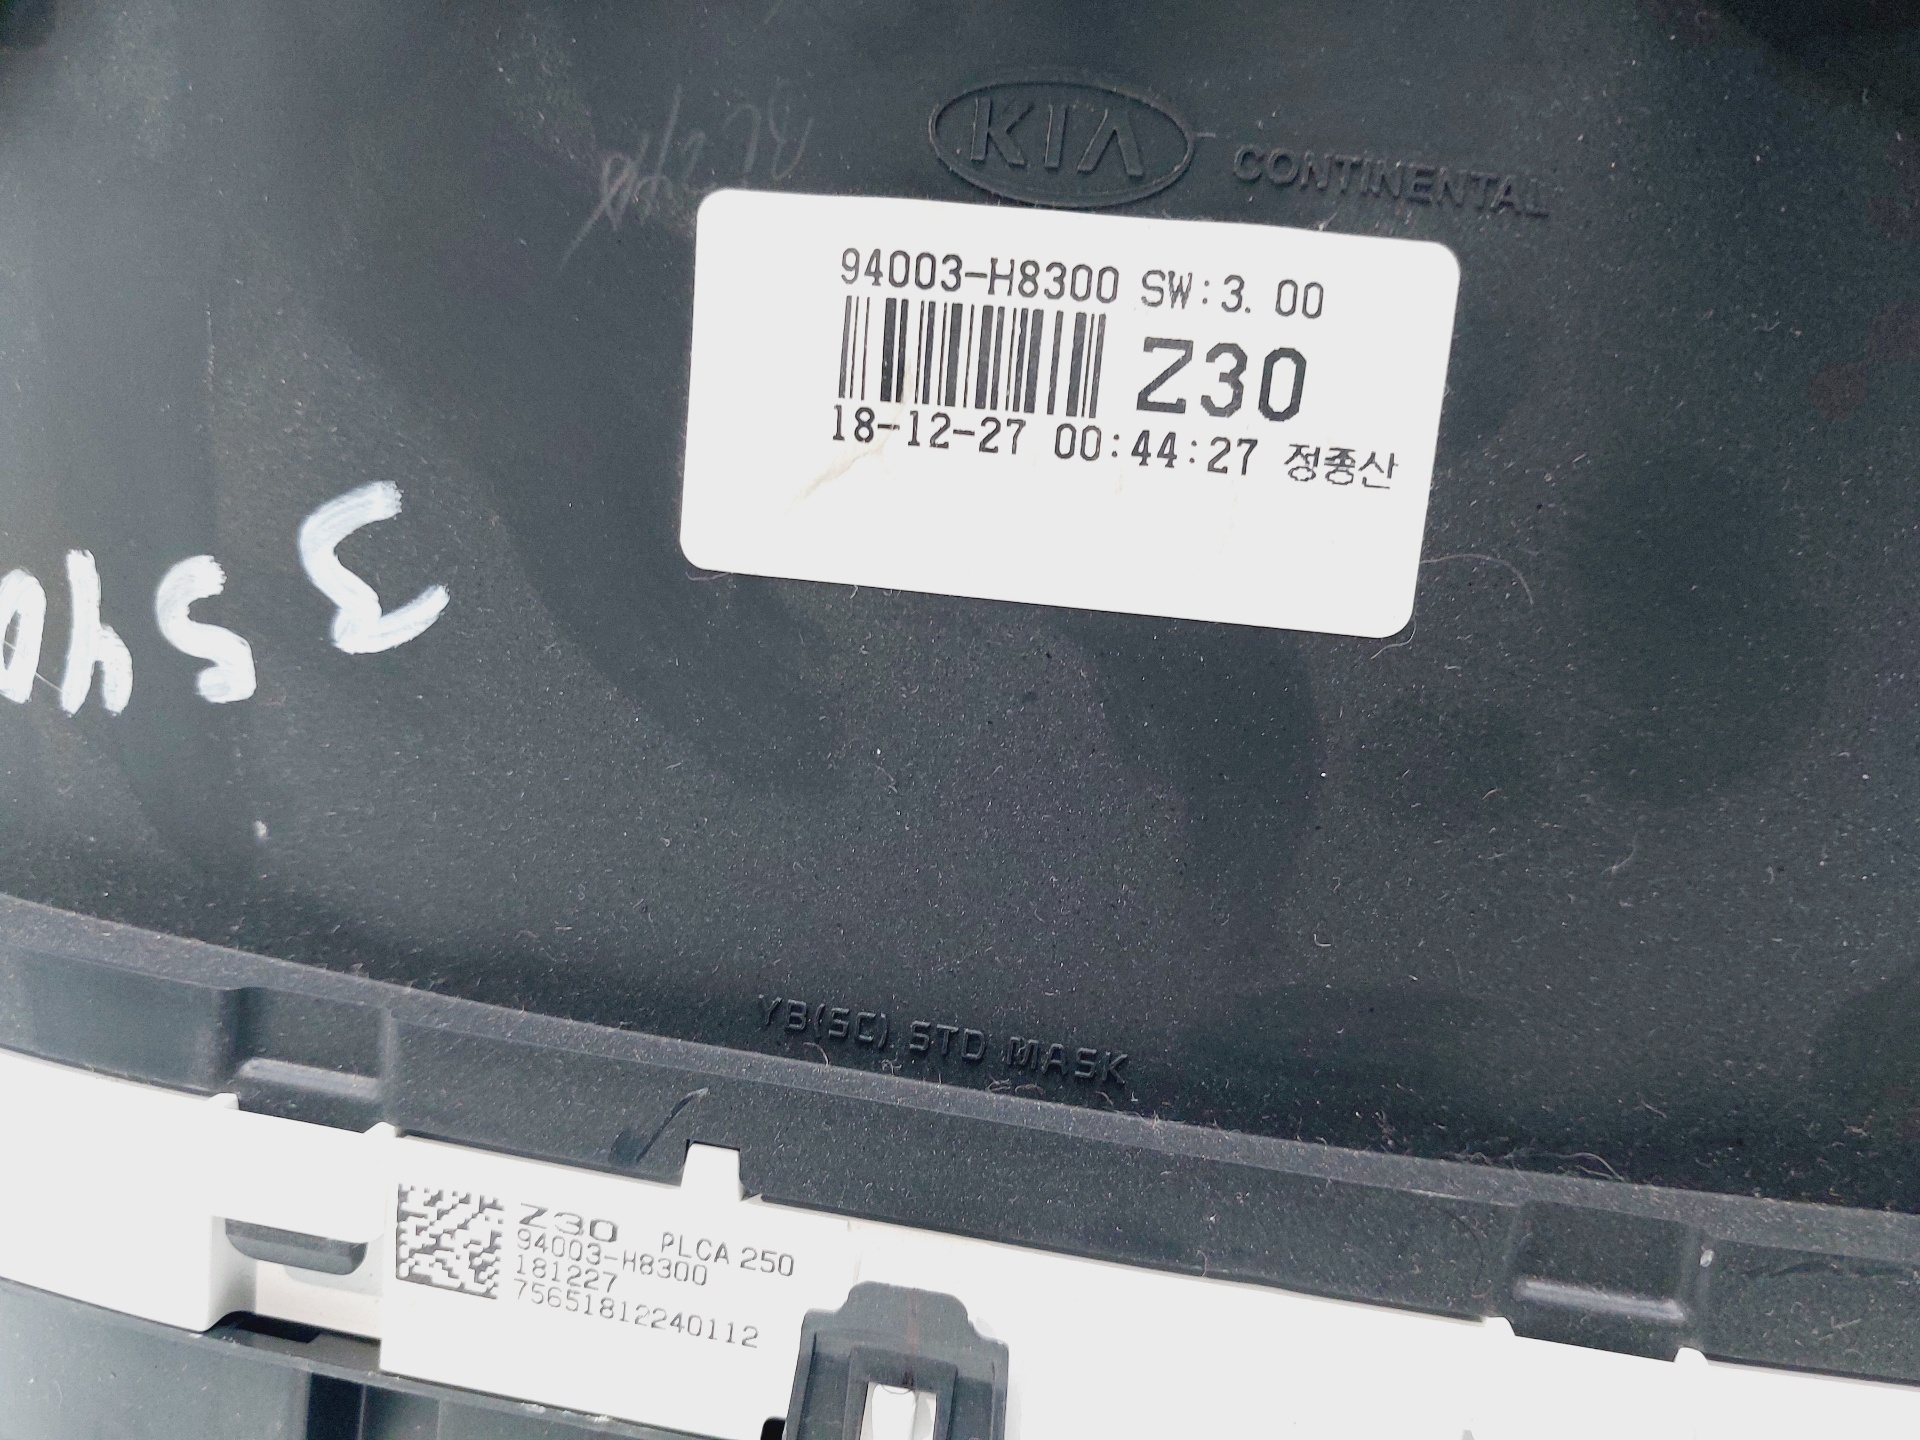 KIA CONTINENTAL
94003-H8300 SW:3. 00
Z30
18-12-27 00:44:27 정종산
3540
YB(SC) STD MASK
Z30 PLCA 250
94003-H8300
181227
75651812240112